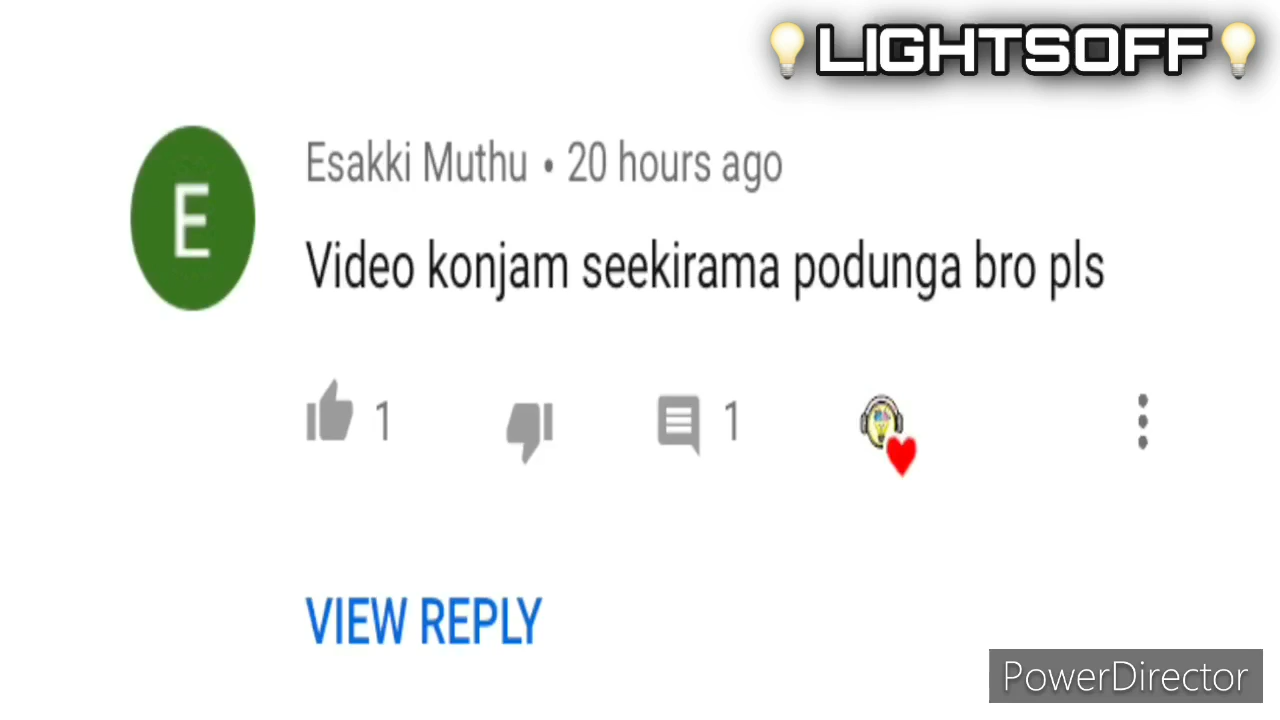 LIGHTSOFF
E
Esakki Muthu • 20 hours ago
Video konjam seekirama podunga bro pls
1
1
VIEW REPLY
PowerDirector